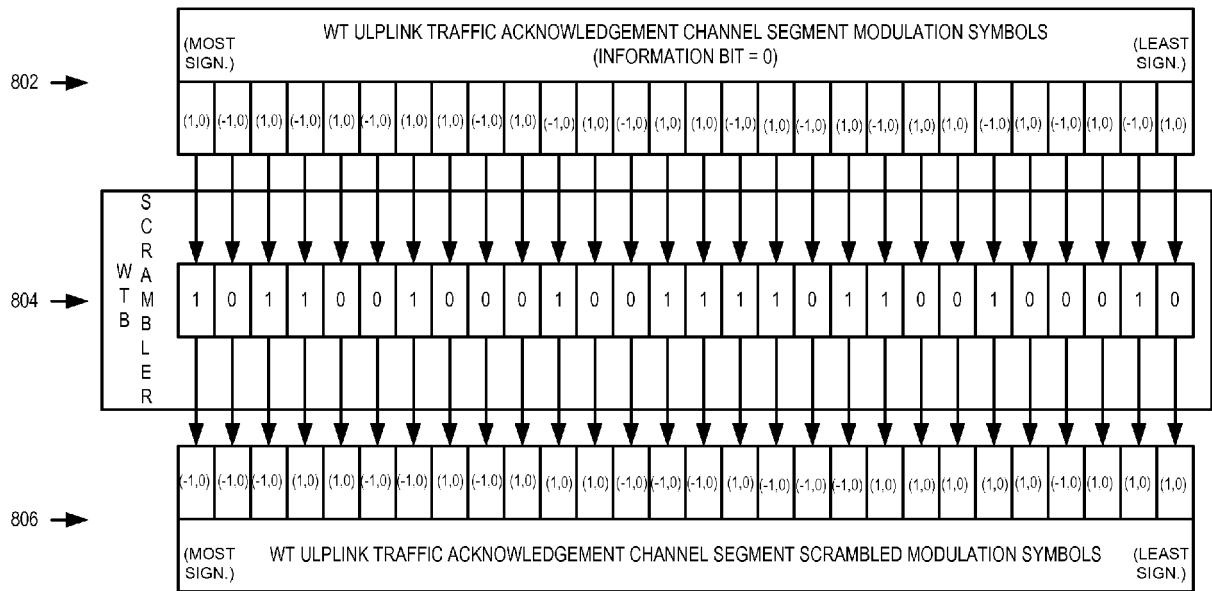 WT ULPLINK TRAFFIC ACKNOWLEDGEMENT CHANNEL SEGMENT MODULATION SYMBOLS
(INFORMATION BIT = 0)
(MOST
SIGN.)
(LEAST
SIGN.)
802
(1,0) (-1,0) (1,0) (-1,0) (1,0) (-1,0) (1,0) (1,0) (-1,0) (1,0) (-1,0) (1,0) (-1,0) (1,0) (1,0) (-1,0) (1,0) (-1,0) (1,0) (-1,0) (1,0) (1,0) (-1,0) (1,0) (-1,0) (1,0) (-1,0) (1,0)
WTB
SCRAMBLER
804
1 0 1 1 0 0 1 0 0 0 1 0 0 1 1 1 1 0 1 1 0 0 1 0 0 0 1 0
(-1,0) (-1,0) (-1,0) (1,0) (1,0) (-1,0) (-1,0) (1,0) (-1,0) (1,0) (1,0) (1,0) (-1,0) (-1,0) (-1,0) (1,0) (-1,0) (-1,0) (-1,0) (1,0) (1,0) (1,0) (1,0) (1,0) (-1,0) (1,0) (1,0) (1,0)
806
(MOST
SIGN.)
WT ULPLINK TRAFFIC ACKNOWLEDGEMENT CHANNEL SEGMENT SCRAMBLED MODULATION SYMBOLS
(LEAST
SIGN.)